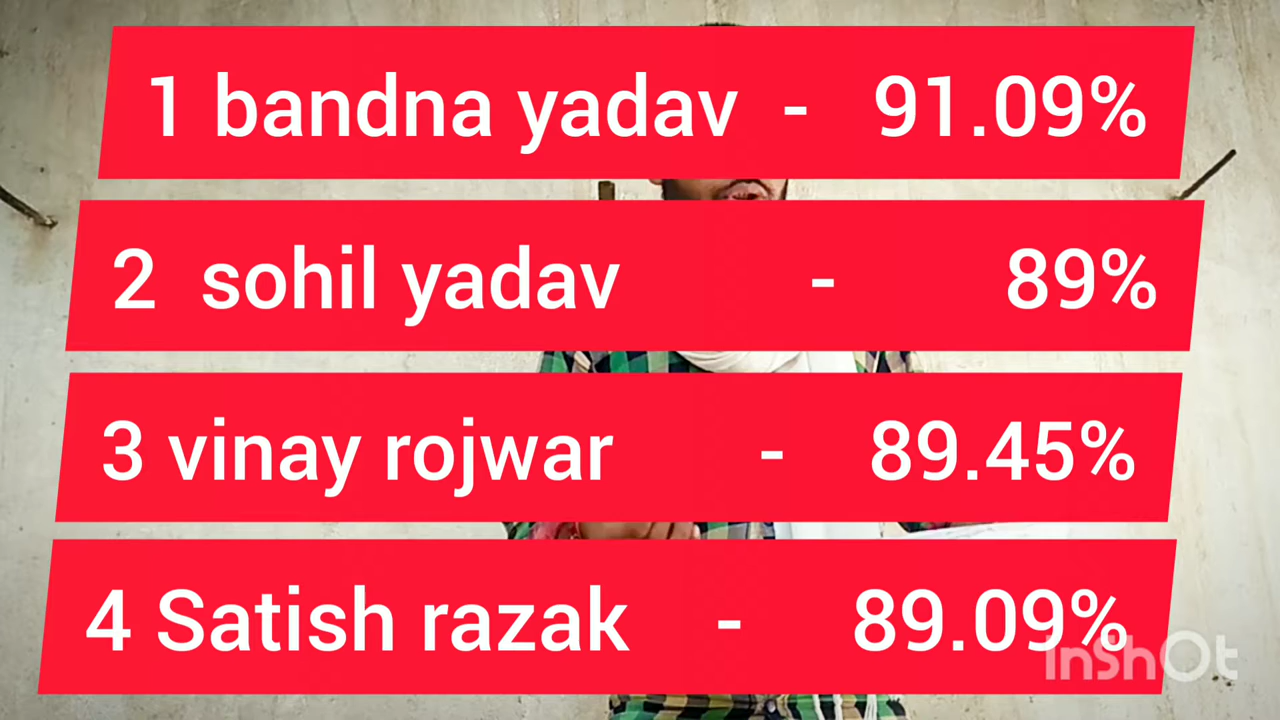 1 bandna yadav - 91.09%
2 sohil yadav - 89%
3 vinay rojwar - 89.45%
4 Satish razak - 89.09%
InShOt